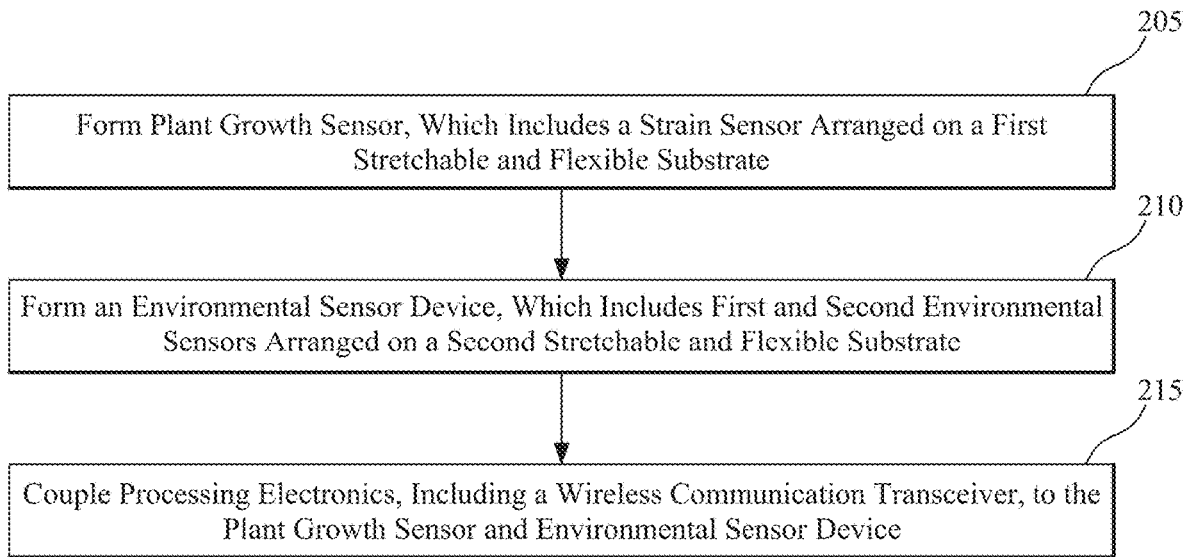 205
Form Plant Growth Sensor, Which Includes a Strain Sensor Arranged on a First
Stretchable and Flexible Substrate
210
Form an Environmental Sensor Device, Which Includes First and Second Environmental
Sensors Arranged on a Second Stretchable and Flexible Substrate
215
Couple Processing Electronics, Including a Wireless Communication Transceiver, to the
Plant Growth Sensor and Environmental Sensor Device